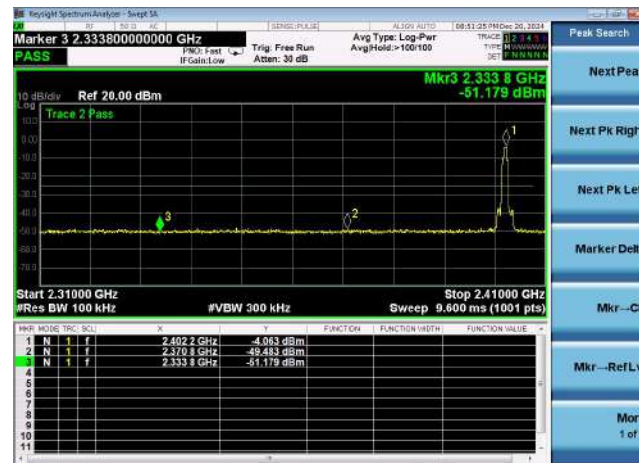 Keysight Spectrum Analyzer - Swept SA
RF 50 Ω AC SENSE:PULSE ALIGN AUTO 08:51:25 PM Dec 20, 2024
Marker 3 2.333800000000 GHz
PASS
PNO: Fast
IFGain:Low
Trig: Free Run
Atten: 30 dB
Avg Type: Log-Pwr
Avg|Hold:>100/100
TRACE 1 2 3 4 5 6
TYPE M
DET P N N N N N
Peak Search
Mkr3 2.333 8 GHz
-51.179 dBm
10 dB/div Ref 20.00 dBm
Log
Trace 2 Pass
10.0
0.00
-10.0
-20.0
-30.0
-40.0
-50.0
-60.0
-70.0
1
2
3
Start 2.31000 GHz Stop 2.41000 GHz
#Res BW 100 kHz #VBW 300 kHz Sweep 9.600 ms (1001 pts)
MKR MODE TRC SCL X Y FUNCTION FUNCTION WIDTH FUNCTION VALUE
1 N 1 f 2.402 2 GHz -4.063 dBm
2 N 1 f 2.370 8 GHz -49.483 dBm
3 N 1 f 2.333 8 GHz -51.179 dBm
4
5
6
7
8
9
10
11
Next Pea
Next Pk Righ
Next Pk Le
Marker Delt
Mkr→C
Mkr→RefLv
Mor
1 of